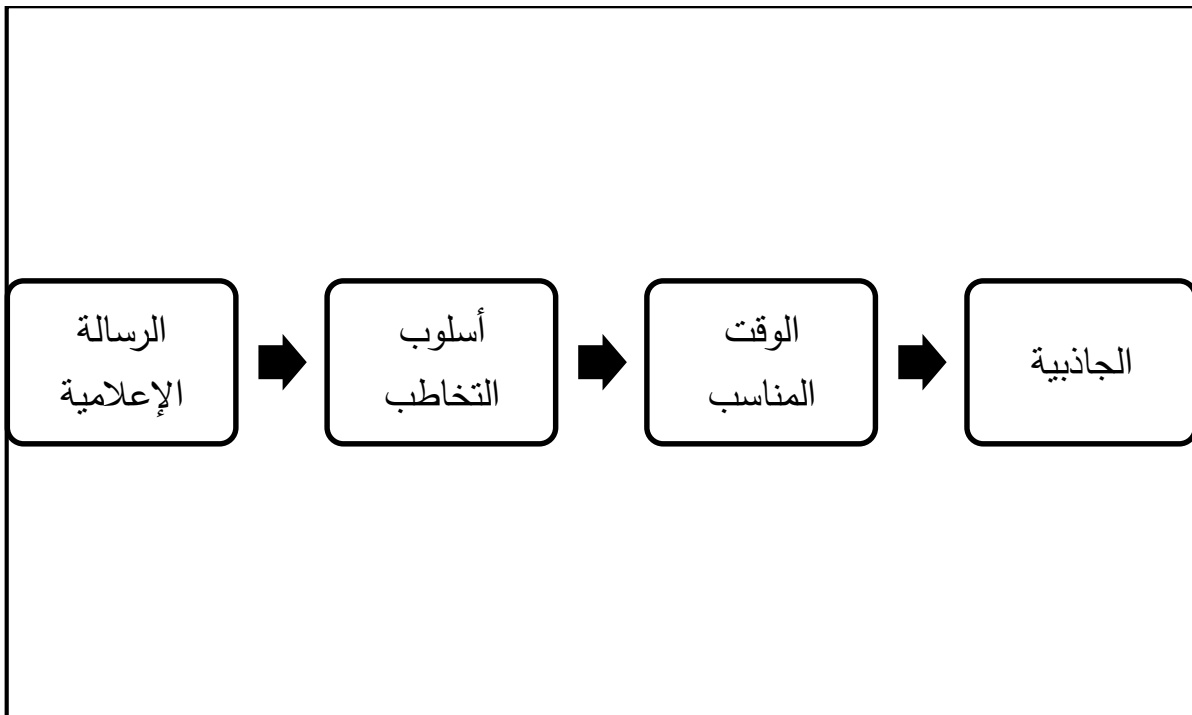 الرسالة
الإعلامية
أسلوب
التخاطب
الوقت
المناسب
الجاذبية